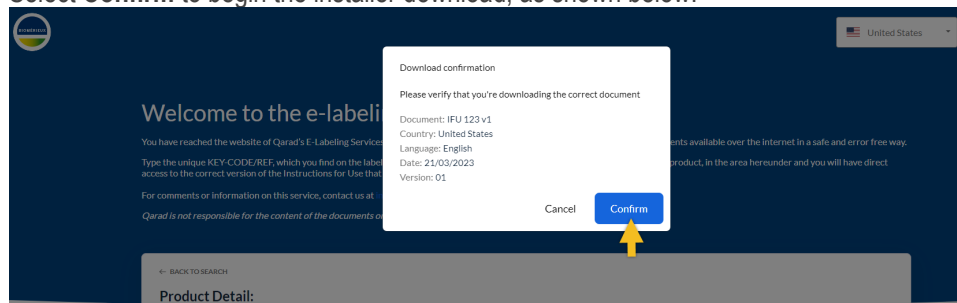 Select Confirm to begin the installer download, as shown below:
BIOMÉRIEUX
United States
Download confirmation
Please verify that you're downloading the correct document
Document: IFU 123 v1
Country: United States
Language: English
Date: 21/03/2023
Version: 01
Cancel
Confirm
Welcome to the e-labeli
You have reached the website of Qarad's E-Labeling Services
ents available over the internet in a safe and error free way.
Type the unique KEY-CODE/REF, which you find on the label
product, in the area hereunder and you will have direct
access to the correct version of the Instructions for Use that
For comments or information on this service, contact us at
Qarad is not responsible for the content of the documents o
← BACK TO SEARCH
Product Detail: